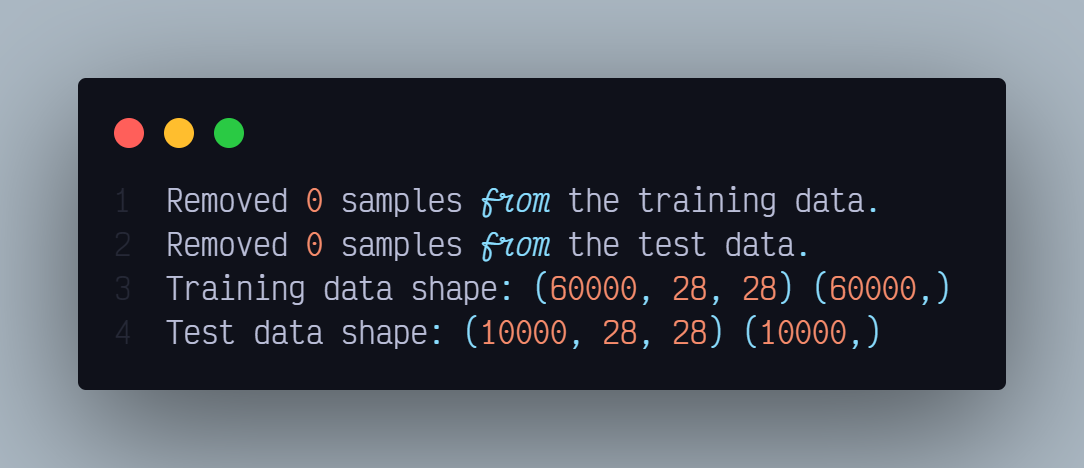 1 Removed 0 samples from the training data.
2 Removed 0 samples from the test data.
3 Training data shape: (60000, 28, 28) (60000,)
4 Test data shape: (10000, 28, 28) (10000,)